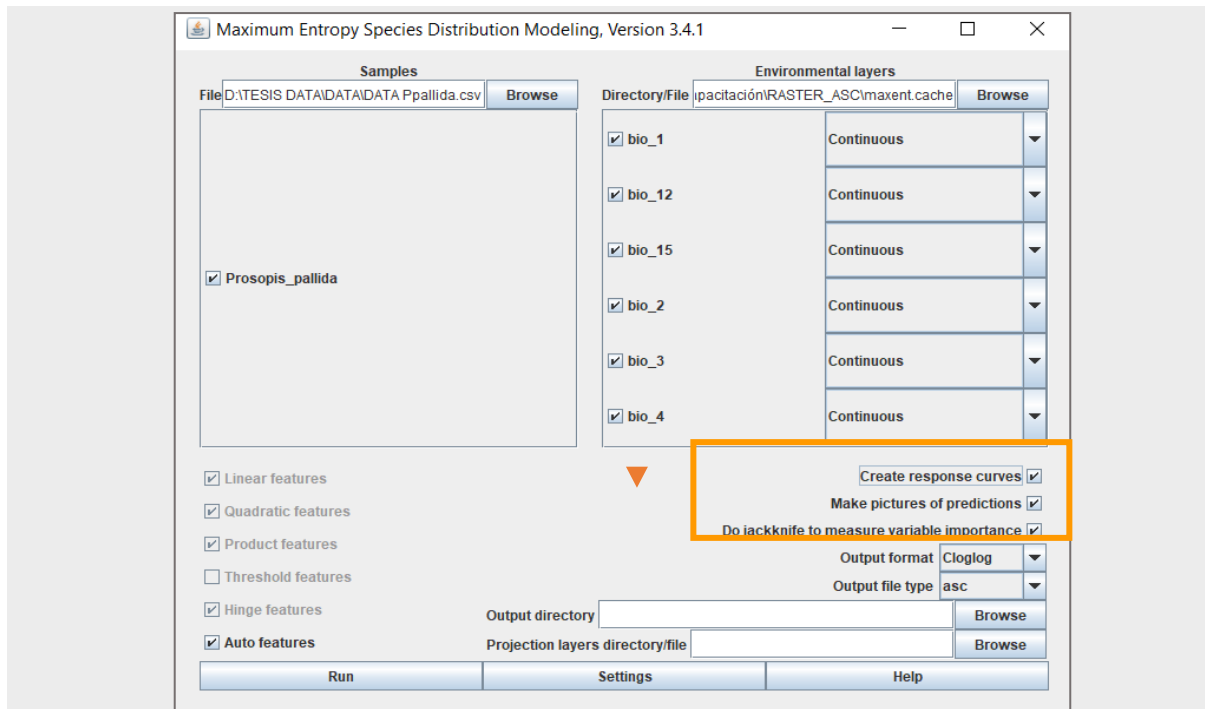 Maximum Entropy Species Distribution Modeling, Version 3.4.1
Samples
File D:\TESIS DATA\DATA\DATA Ppallida.csv Browse
Prosopis_pallida
Environmental layers
Directory/File pacitación\RASTER_ASC\maxent.cache Browse
bio_1 Continuous
bio_12 Continuous
bio_15 Continuous
bio_2 Continuous
bio_3 Continuous
bio_4 Continuous
Linear features
Quadratic features
Product features
Threshold features
Hinge features
Auto features
Create response curves
Make pictures of predictions
Do jackknife to measure variable importance
Output format Cloglog
Output file type asc
Output directory Browse
Projection layers directory/file Browse
Run Settings Help